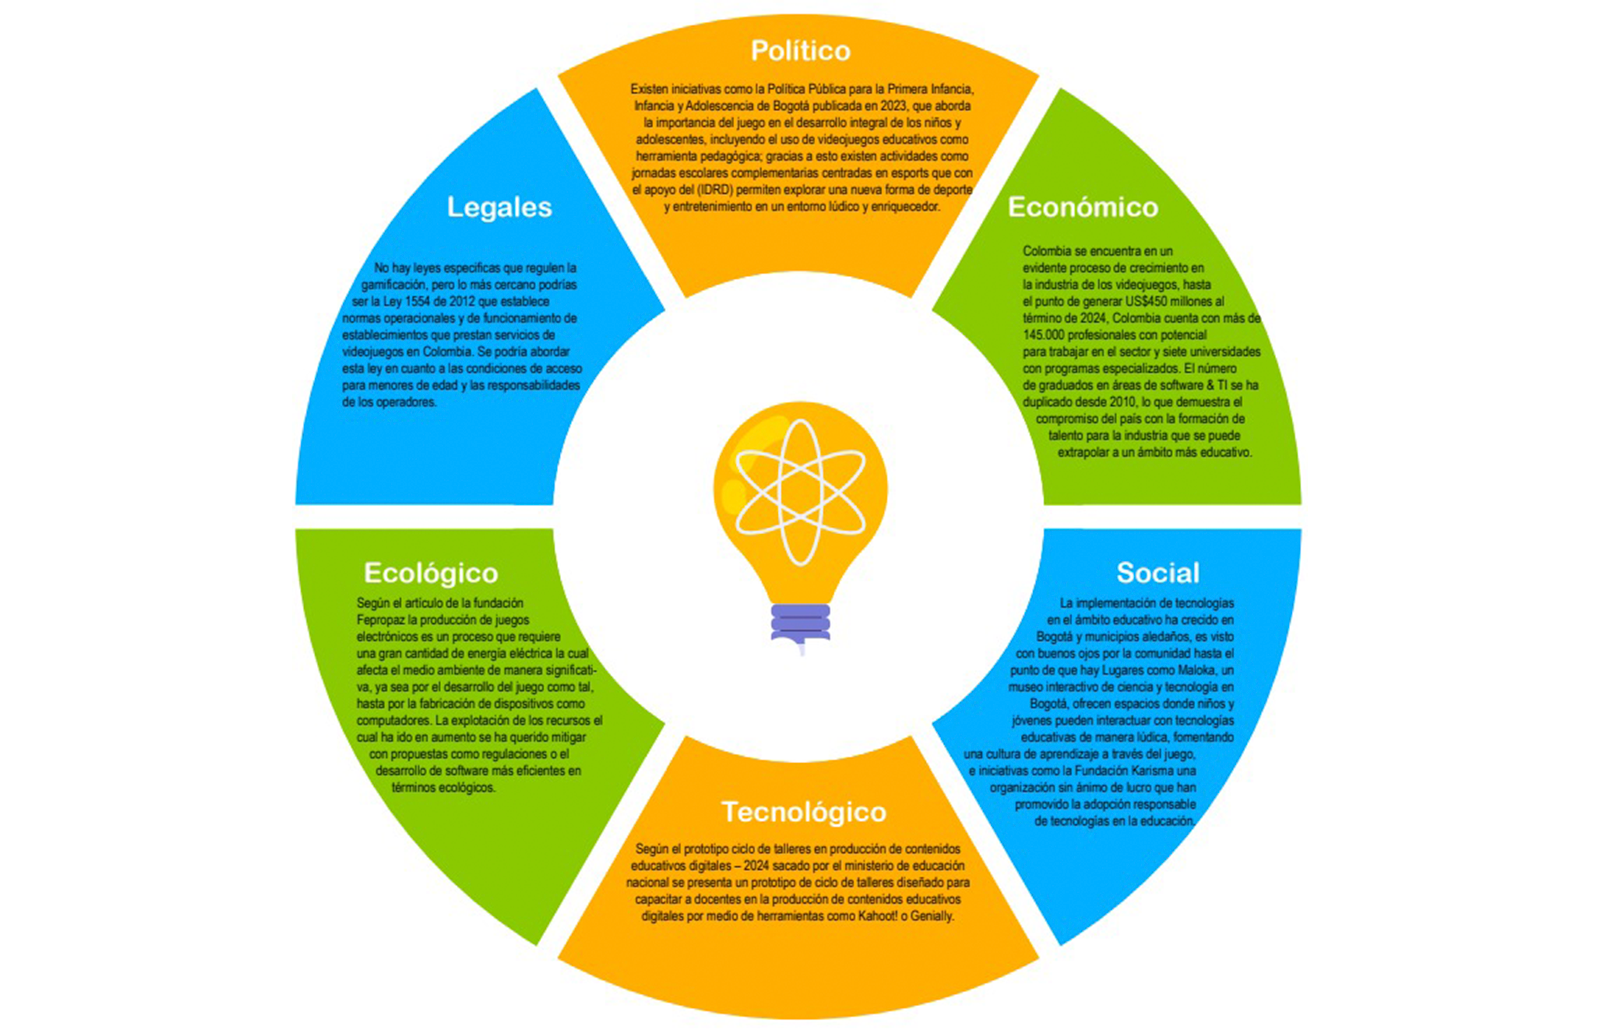 Político
Existen iniciativas como la Política Pública para la Primera Infancia,
Infancia y Adolescencia de Bogotá publicada en 2023, que aborda
la importancia del juego en el desarrollo integral de los niños y
adolescentes, incluyendo el uso de videojuegos educativos como
herramienta pedagógica; gracias a esto existen actividades como
jornadas escolares complementarias centradas en esports que con
el apoyo del (IDRD) permiten explorar una nueva forma de deporte
y entretenimiento en un entorno lúdico y enriquecedor.
Económico
Colombia se encuentra en un
evidente proceso de crecimiento en
la industria de los videojuegos, hasta
el punto de generar US$450 millones al
término de 2024, Colombia cuenta con más de
145.000 profesionales con potencial
para trabajar en el sector y siete universidades
con programas especializados. El número
de graduados en áreas de software & TI se ha
duplicado desde 2010, lo que demuestra el
compromiso del país con la formación de
talento para la industria que se puede
extrapolar a un ámbito más educativo.
Social
La implementación de tecnologías
en el ámbito educativo ha crecido en
Bogotá y municipios aledaños, es visto
con buenos ojos por la comunidad hasta el
punto de que hay Lugares como Maloka, un
museo interactivo de ciencia y tecnología en
Bogotá, ofrecen espacios donde niños y
jóvenes pueden interactuar con tecnologías
educativas de manera lúdica, fomentando
una cultura de aprendizaje a través del juego,
e iniciativas como la Fundación Karisma una
organización sin ánimo de lucro que han
promovido la adopción responsable
de tecnologías en la educación.
Tecnológico
Según el prototipo ciclo de talleres en producción de contenidos
educativos digitales – 2024 sacado por el ministerio de educación
nacional se presenta un prototipo de ciclo de talleres diseñado para
capacitar a docentes en la producción de contenidos educativos
digitales por medio de herramientas como Kahoot! o Genially.
Ecológico
Según el artículo de la fundación
Fepropaz la producción de juegos
electrónicos es un proceso que requiere
una gran cantidad de energía eléctrica la cual
afecta el medio ambiente de manera significati-
va, ya sea por el desarrollo del juego como tal,
hasta por la fabricación de dispositivos como
computadores. La explotación de los recursos el
cual ha ido en aumento se ha querido mitigar
con propuestas como regulaciones o el
desarrollo de software más eficientes en
términos ecológicos.
Legales
No hay leyes específicas que regulen la
gamificación, pero lo más cercano podrías
ser la Ley 1554 de 2012 que establece
normas operacionales y de funcionamiento de
establecimientos que prestan servicios de
videojuegos en Colombia. Se podría abordar
esta ley en cuanto a las condiciones de acceso
para menores de edad y las responsabilidades
de los operadores.